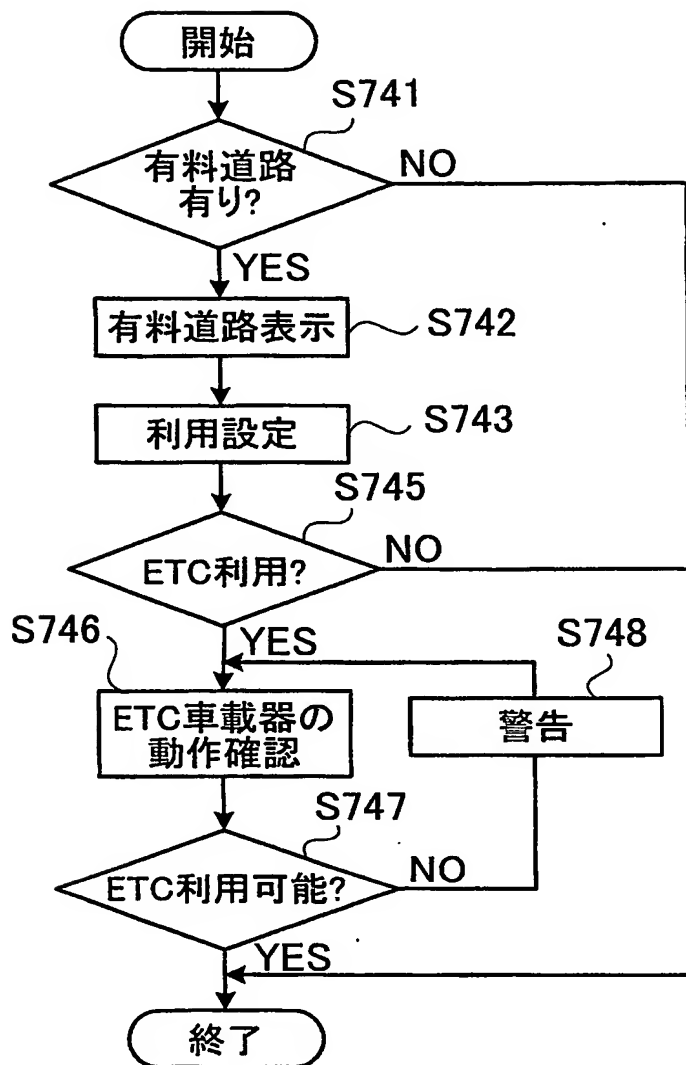 開始
S741
有料道路
有り?
NO
YES
有料道路表示
S742
利用設定
S743
S745
ETC利用?
NO
YES
S746
S748
ETC車載器の
動作確認
警告
S747
ETC利用可能?
NO
YES
終了